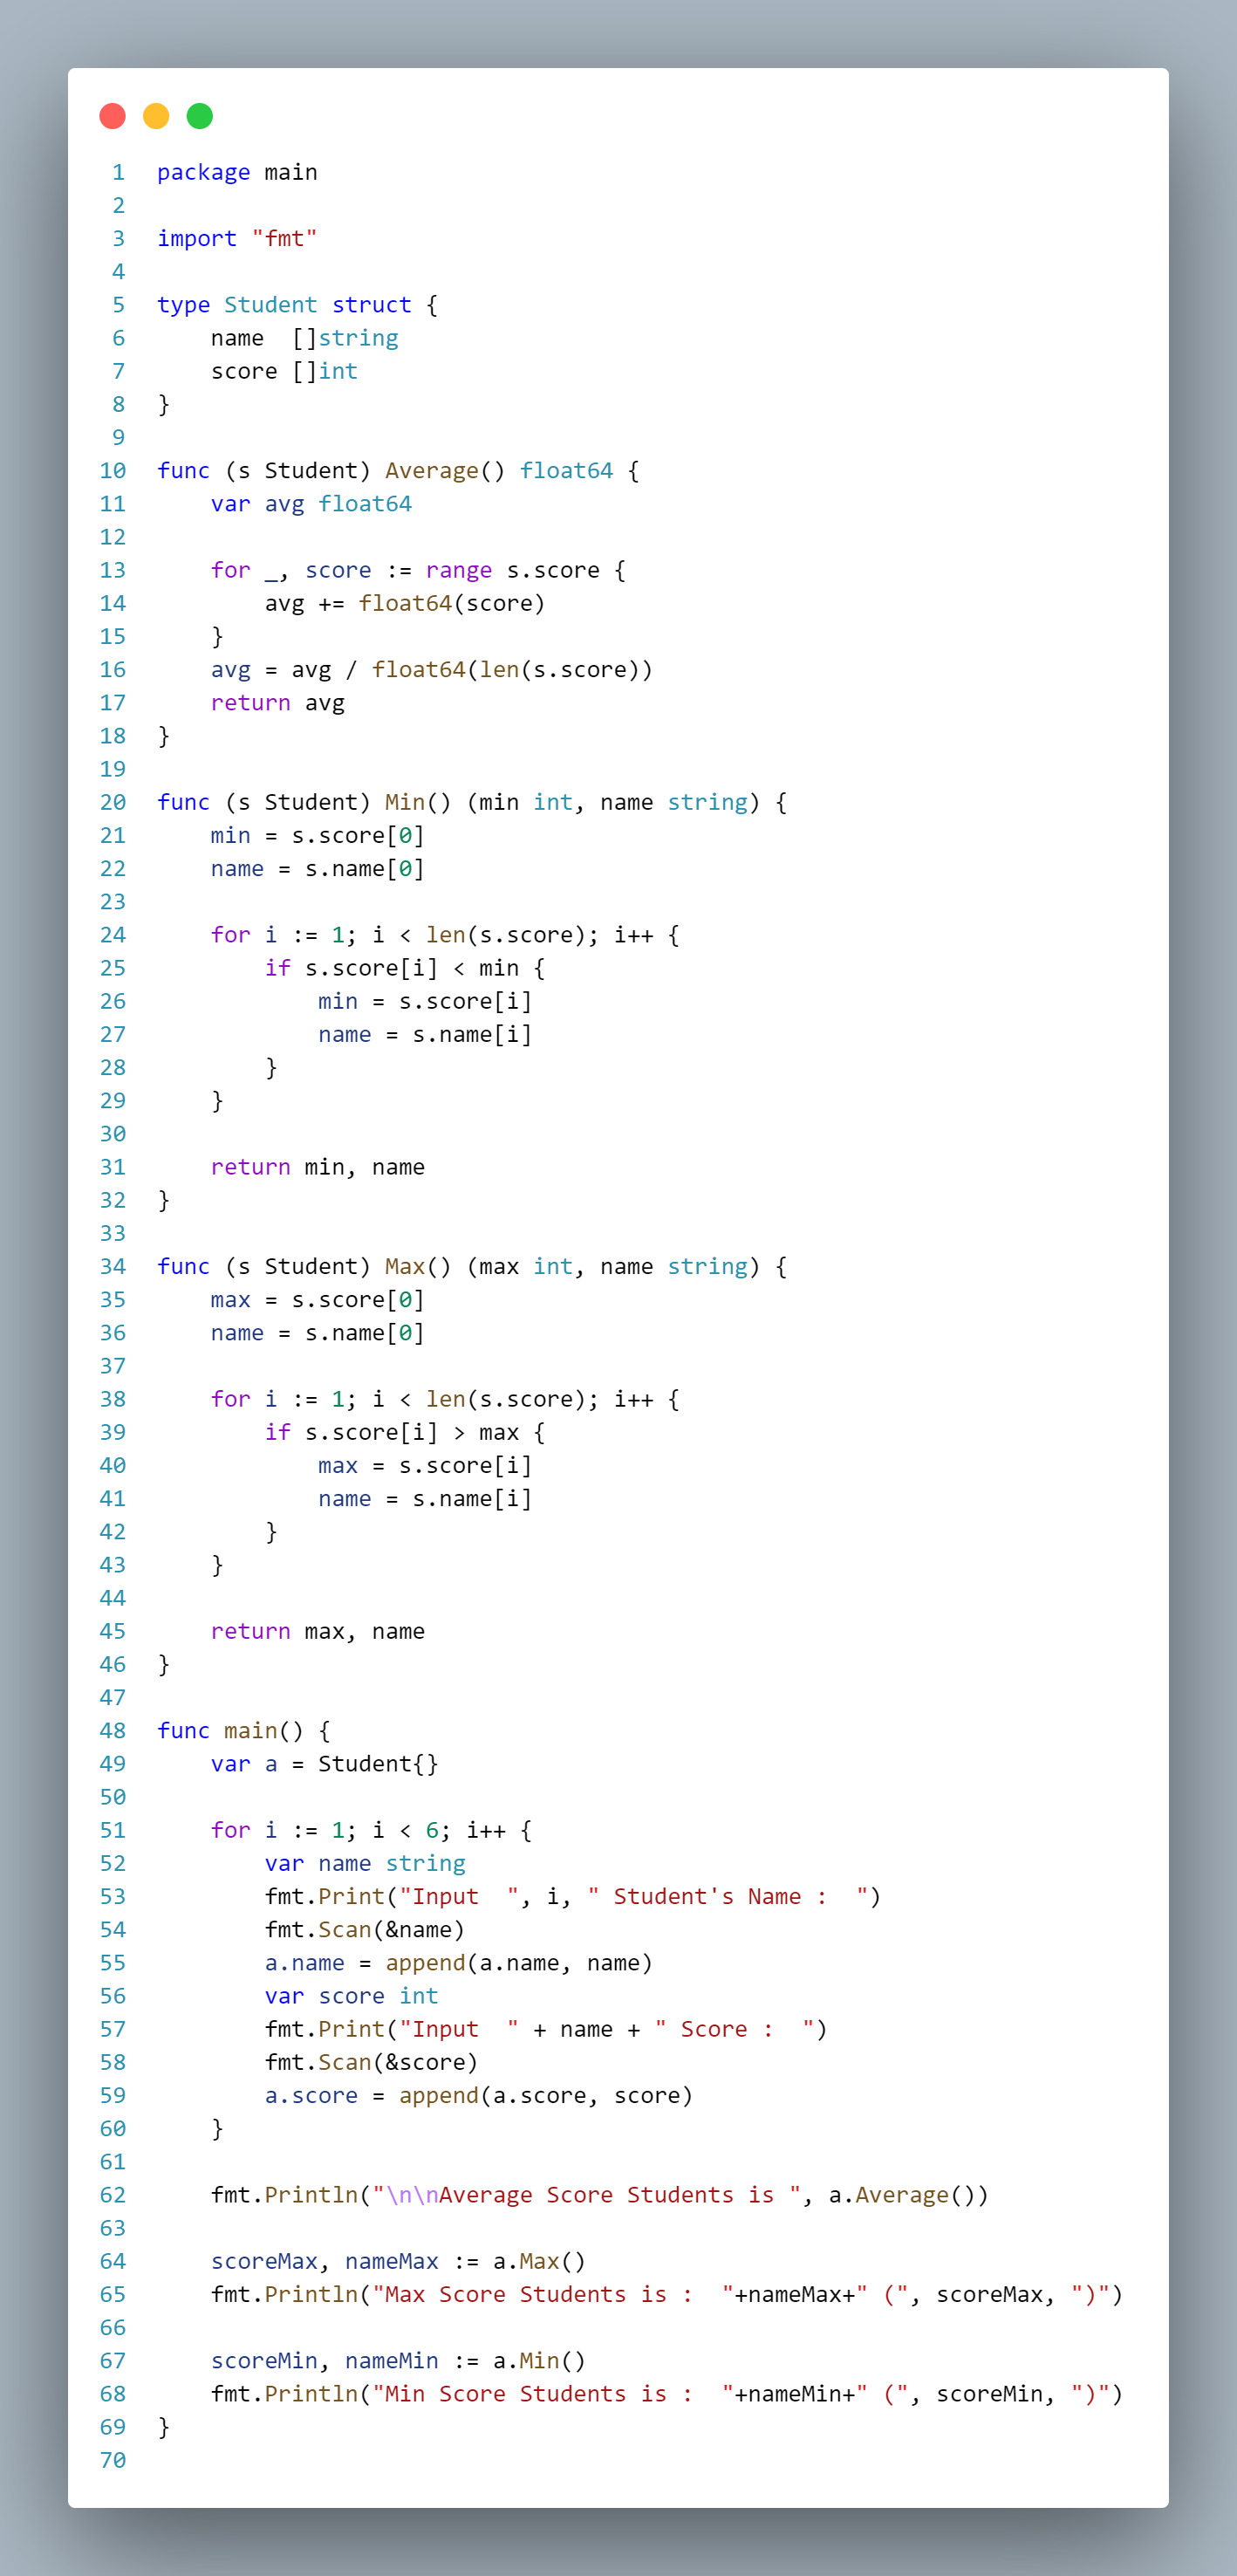 1 package main
2
3 import "fmt"
4
5 type Student struct {
6     name  []string
7     score []int
8 }
9
10 func (s Student) Average() float64 {
11     var avg float64
12
13     for _, score := range s.score {
14         avg += float64(score)
15     }
16     avg = avg / float64(len(s.score))
17     return avg
18 }
19
20 func (s Student) Min() (min int, name string) {
21     min = s.score[0]
22     name = s.name[0]
23
24     for i := 1; i < len(s.score); i++ {
25         if s.score[i] < min {
26             min = s.score[i]
27             name = s.name[i]
28         }
29     }
30
31     return min, name
32 }
33
34 func (s Student) Max() (max int, name string) {
35     max = s.score[0]
36     name = s.name[0]
37
38     for i := 1; i < len(s.score); i++ {
39         if s.score[i] > max {
40             max = s.score[i]
41             name = s.name[i]
42         }
43     }
44
45     return max, name
46 }
47
48 func main() {
49     var a = Student{}
50
51     for i := 1; i < 6; i++ {
52         var name string
53         fmt.Print("Input  ", i, " Student's Name :  ")
54         fmt.Scan(&name)
55         a.name = append(a.name, name)
56         var score int
57         fmt.Print("Input  " + name + " Score :  ")
58         fmt.Scan(&score)
59         a.score = append(a.score, score)
60     }
61
62     fmt.Println("\n\nAverage Score Students is ", a.Average())
63
64     scoreMax, nameMax := a.Max()
65     fmt.Println("Max Score Students is :  "+nameMax+" (", scoreMax, ")")
66
67     scoreMin, nameMin := a.Min()
68     fmt.Println("Min Score Students is :  "+nameMin+" (", scoreMin, ")")
69 }
70